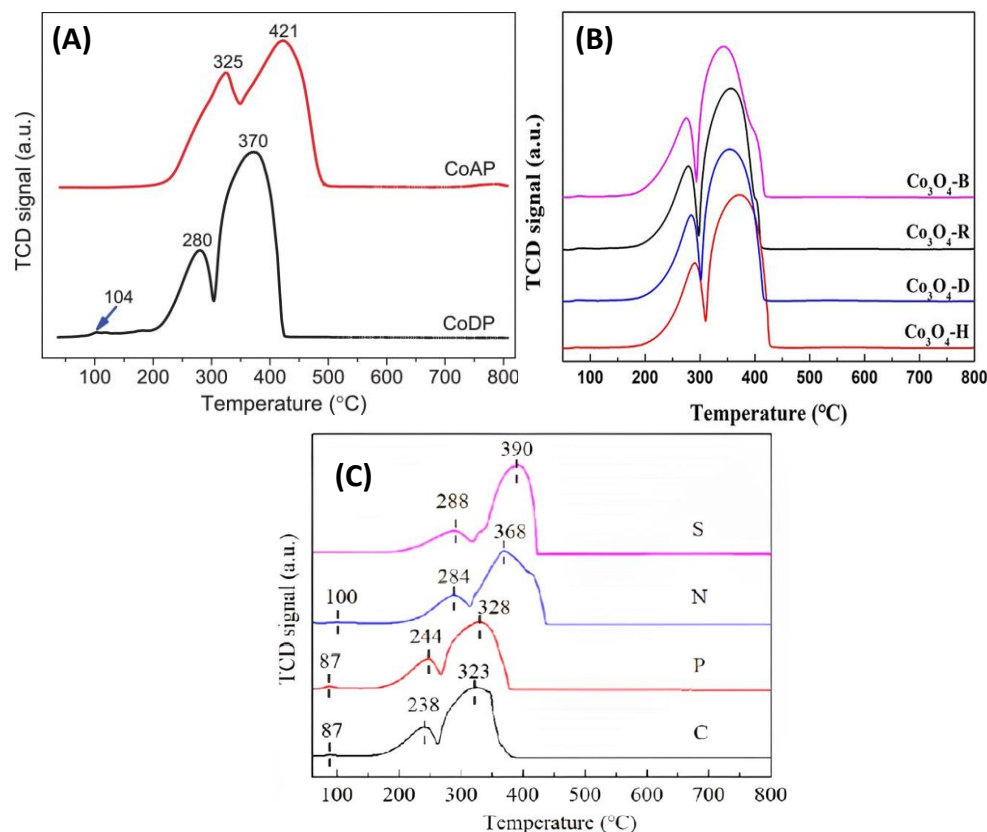 (A)
TCD signal (a.u.)
421
325
CoAP
370
280
104
CoDP
100 200 300 400 500 600 700 800
Temperature (°C)
(B)
TCD signal (a.u.)
Co₃O₄-B
Co₃O₄-R
Co₃O₄-D
Co₃O₄-H
50 100 200 300 400 500 600 700 800
Temperature (°C)
(C)
TCD signal (a.u.)
390
288
S
368
284
100
N
328
244
87
P
323
238
87
C
100 200 300 400 500 600 700 800
Temperature (°C)